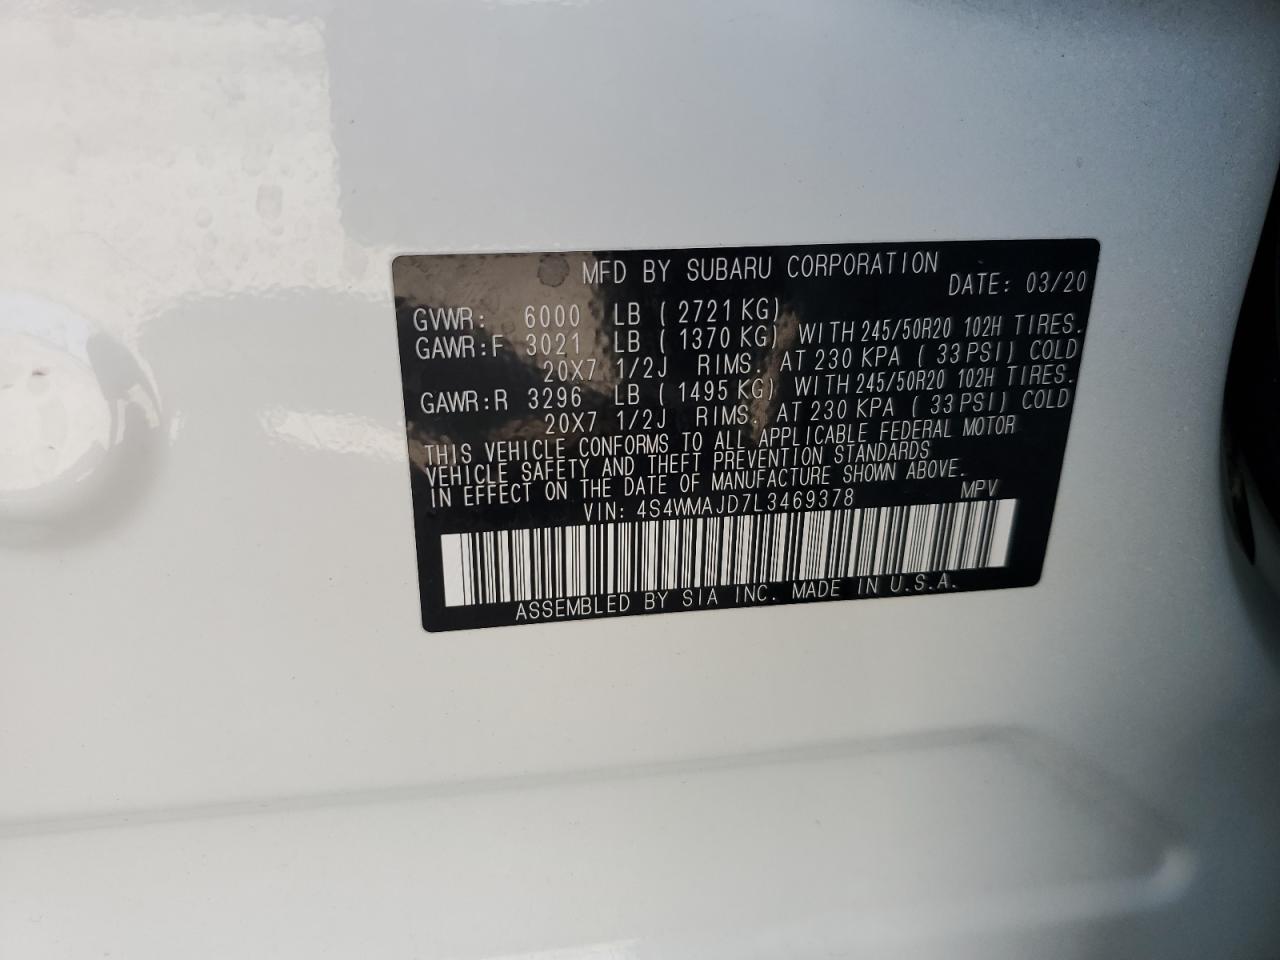 MFD BY SUBARU CORPORATION DATE: 03/20
GVWR: 6000 LB ( 2721 KG)
GAWR:F 3021 LB ( 1370 KG) WITH 245/50R20 102H TIRES.
20X7 1/2J RIMS. AT 230 KPA ( 33 PSI) COLD
GAWR:R 3296 LB ( 1495 KG) WITH 245/50R20 102H TIRES.
20X7 1/2J RIMS. AT 230 KPA ( 33 PSI) COLD
THIS VEHICLE CONFORMS TO ALL APPLICABLE FEDERAL MOTOR
VEHICLE SAFETY AND THEFT PREVENTION STANDARDS
IN EFFECT ON THE DATE OF MANUFACTURE SHOWN ABOVE.
VIN: 4S4WMAJD7L3469378 MPV
ASSEMBLED BY SIA INC. MADE IN U.S.A.